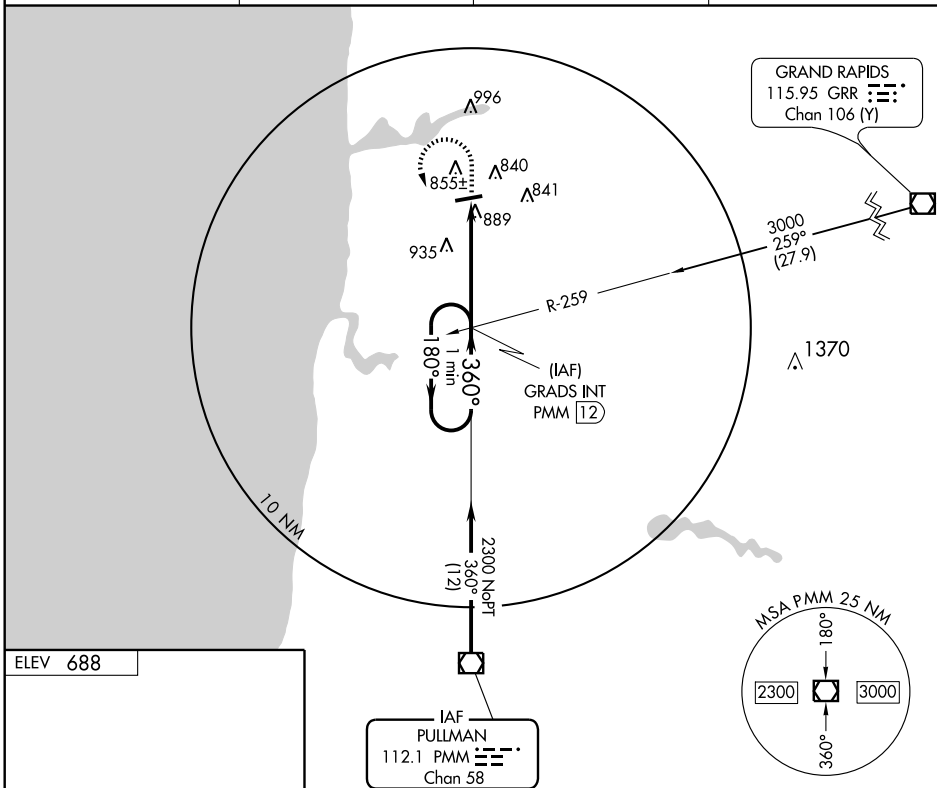 GRAND RAPIDS
115.95 GRR
Chan 106 (Y)
996
840
855±
841
889
935
3000
259°
(27.9)
R-259
1370
180°
1 min
360°
(IAF)
GRADS INT
PMM 12
10 NM
2300 NoPT
360°
(12)
MSA PMM 25 NM
180°
2300
3000
360°
ELEV 688
IAF
PULLMAN
112.1 PMM
Chan 58